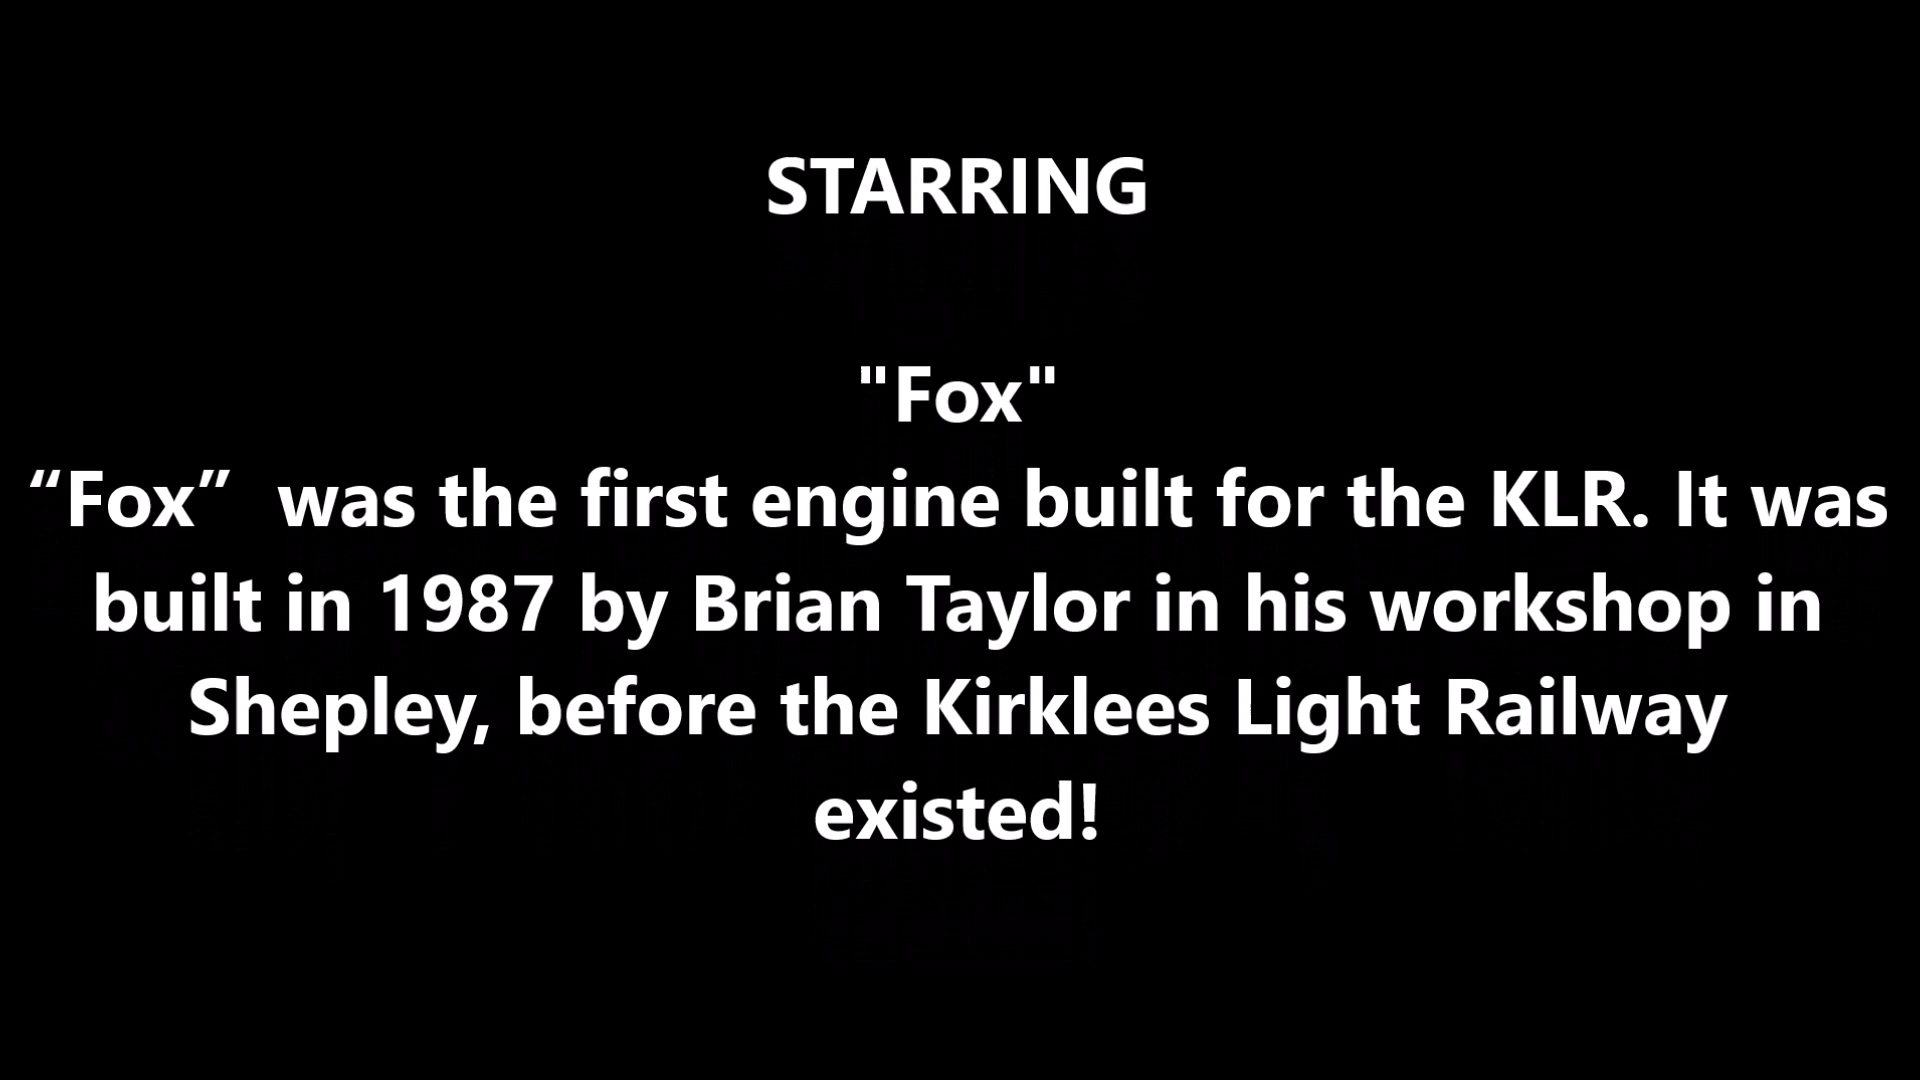 STARRING
"Fox"
“Fox”  was the first engine built for the KLR. It was
built in 1987 by Brian Taylor in his workshop in
Shepley, before the Kirklees Light Railway
existed!